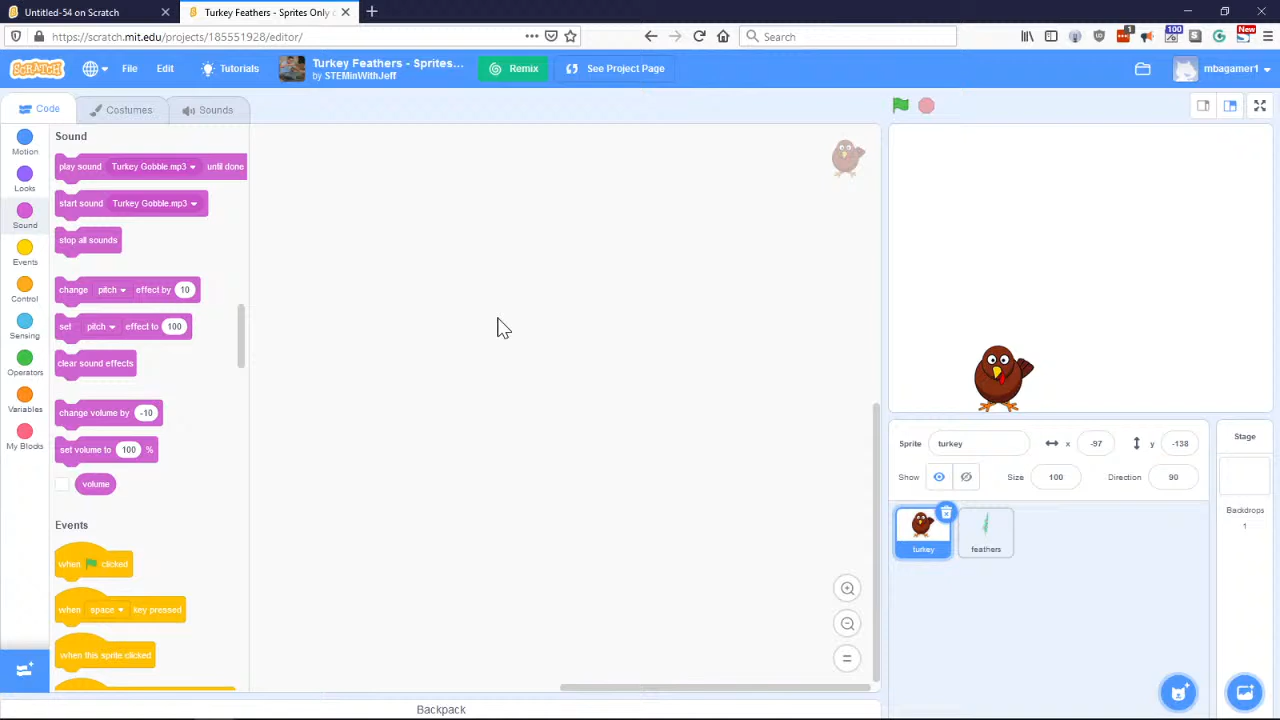 Untitled-54 on Scratch
Turkey Feathers - Sprites Only
https://scratch.mit.edu/projects/185551928/editor/
Search
1
100
New
SCRATCH
File
Edit
Tutorials
Turkey Feathers - Sprites...
by STEMinWithJeff
Remix
See Project Page
mbagamer1
Code
Costumes
Sounds
Motion
Looks
Sound
Events
Control
Sensing
Operators
Variables
My Blocks
Sound
play sound Turkey Gobble.mp3 until done
start sound Turkey Gobble.mp3
stop all sounds
change pitch effect by 10
set pitch effect to 100
clear sound effects
change volume by -10
set volume to 100 %
volume
Events
when clicked
when space key pressed
when this sprite clicked
Sprite turkey x -97 y -138
Show Size 100 Direction 90
turkey
feathers
Stage
Backdrops
1
Backpack